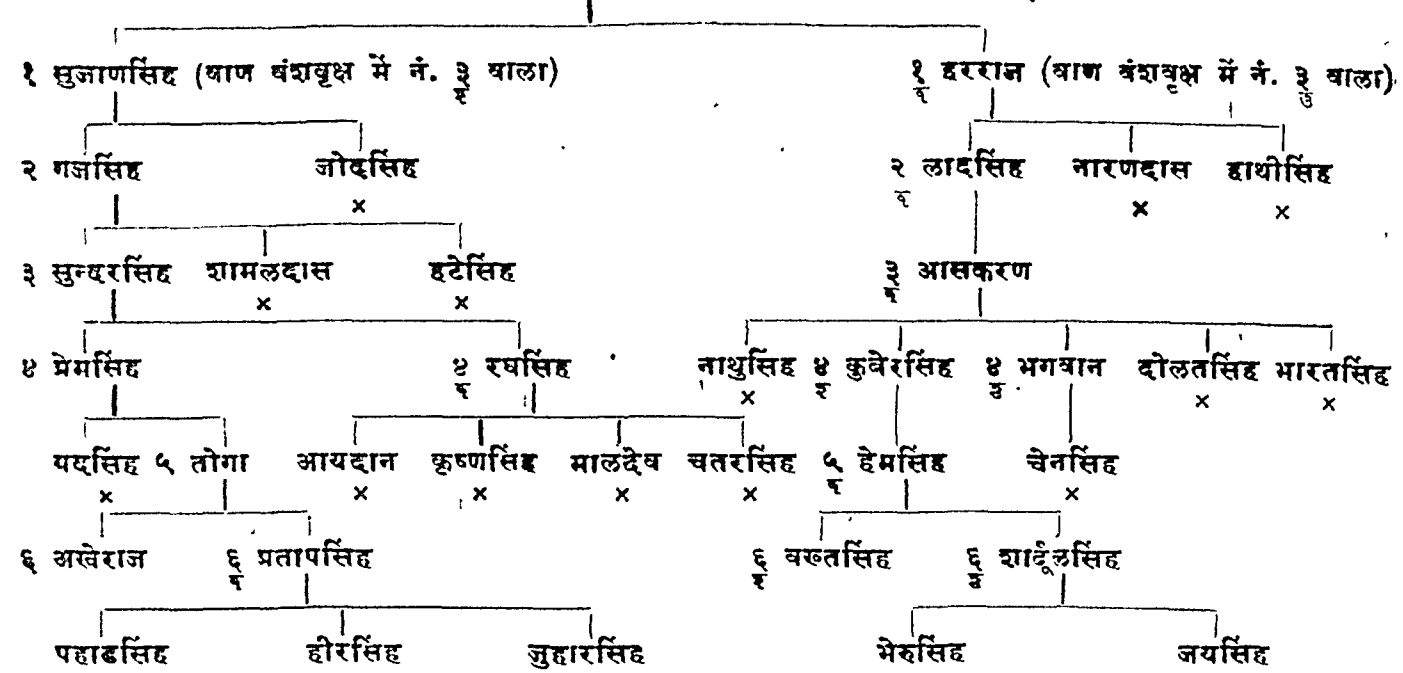 १ सुजाणसिंह (वाण वंशवृक्ष में नं. ३ वाला) १ हरराज (वाण वंशवृक्ष में नं. ३ वाला)
२ गजसिंह जोदसिंह २ लादसिंह नारणदास हाथीसिंह
× × ×
३ सुन्दरसिंह शामलदास हटेसिंह ३ आसकरण
× ×
४ प्रेमसिंह ४ रघसिंह नाथुसिंह ४ कुबेरसिंह ४ भगवान दोलतसिंह भारतसिंह
× × ×
पदसिंह ५ तोगा आयदान कृष्णसिंह मालदेव चतरसिंह ५ हेमसिंह चेनसिंह
× × × × × ×
६ अखेराज ६ प्रतापसिंह ६ वख्तसिंह ६ शार्दूलसिंह
पहाडसिंह हीरसिंह जुहारसिंह भेरुसिंह जयसिंह